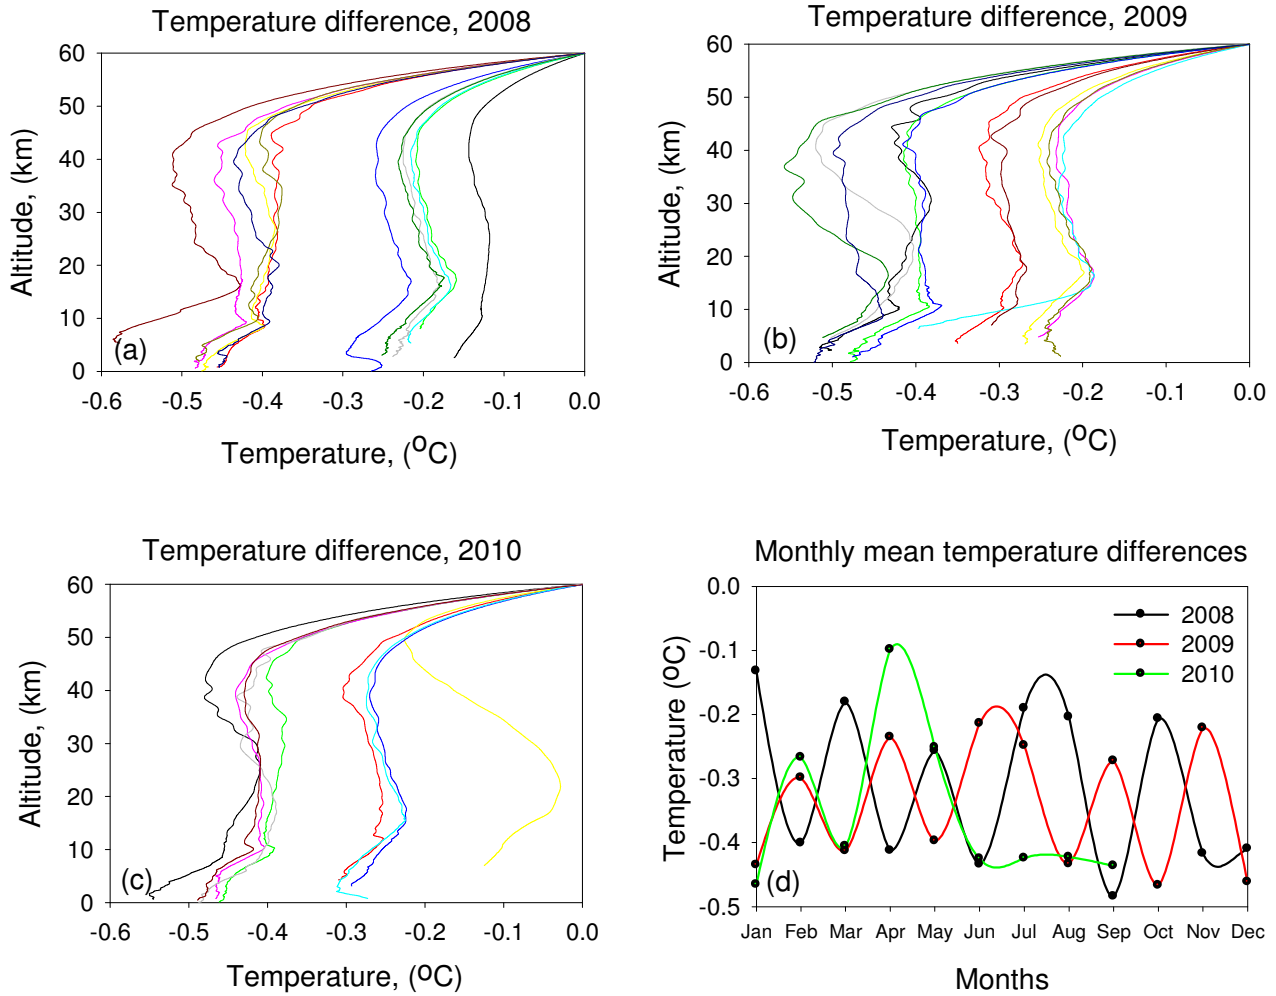 Temperature difference, 2008
60
50
40
30
20
10
0
Altitude, (km)
(a)
-0.6 -0.5 -0.4 -0.3 -0.2 -0.1 0.0
Temperature, (ºC)
Temperature difference, 2009
60
50
40
30
20
10
0
Altitude, (km)
(b)
-0.6 -0.5 -0.4 -0.3 -0.2 -0.1 0.0
Temperature, (ºC)
Temperature difference, 2010
60
50
40
30
20
10
0
Altiitude, (km)
(c)
-0.6 -0.5 -0.4 -0.3 -0.2 -0.1 0.0
Temperature, (ºC)
Monthly mean temperature differences
0.0
-0.1
-0.2
-0.3
-0.4
-0.5
Temperature (ºC)
2008
2009
2010
(d)
Jan Feb Mar Apr May Jun Jul Aug Sep Oct Nov Dec
Months